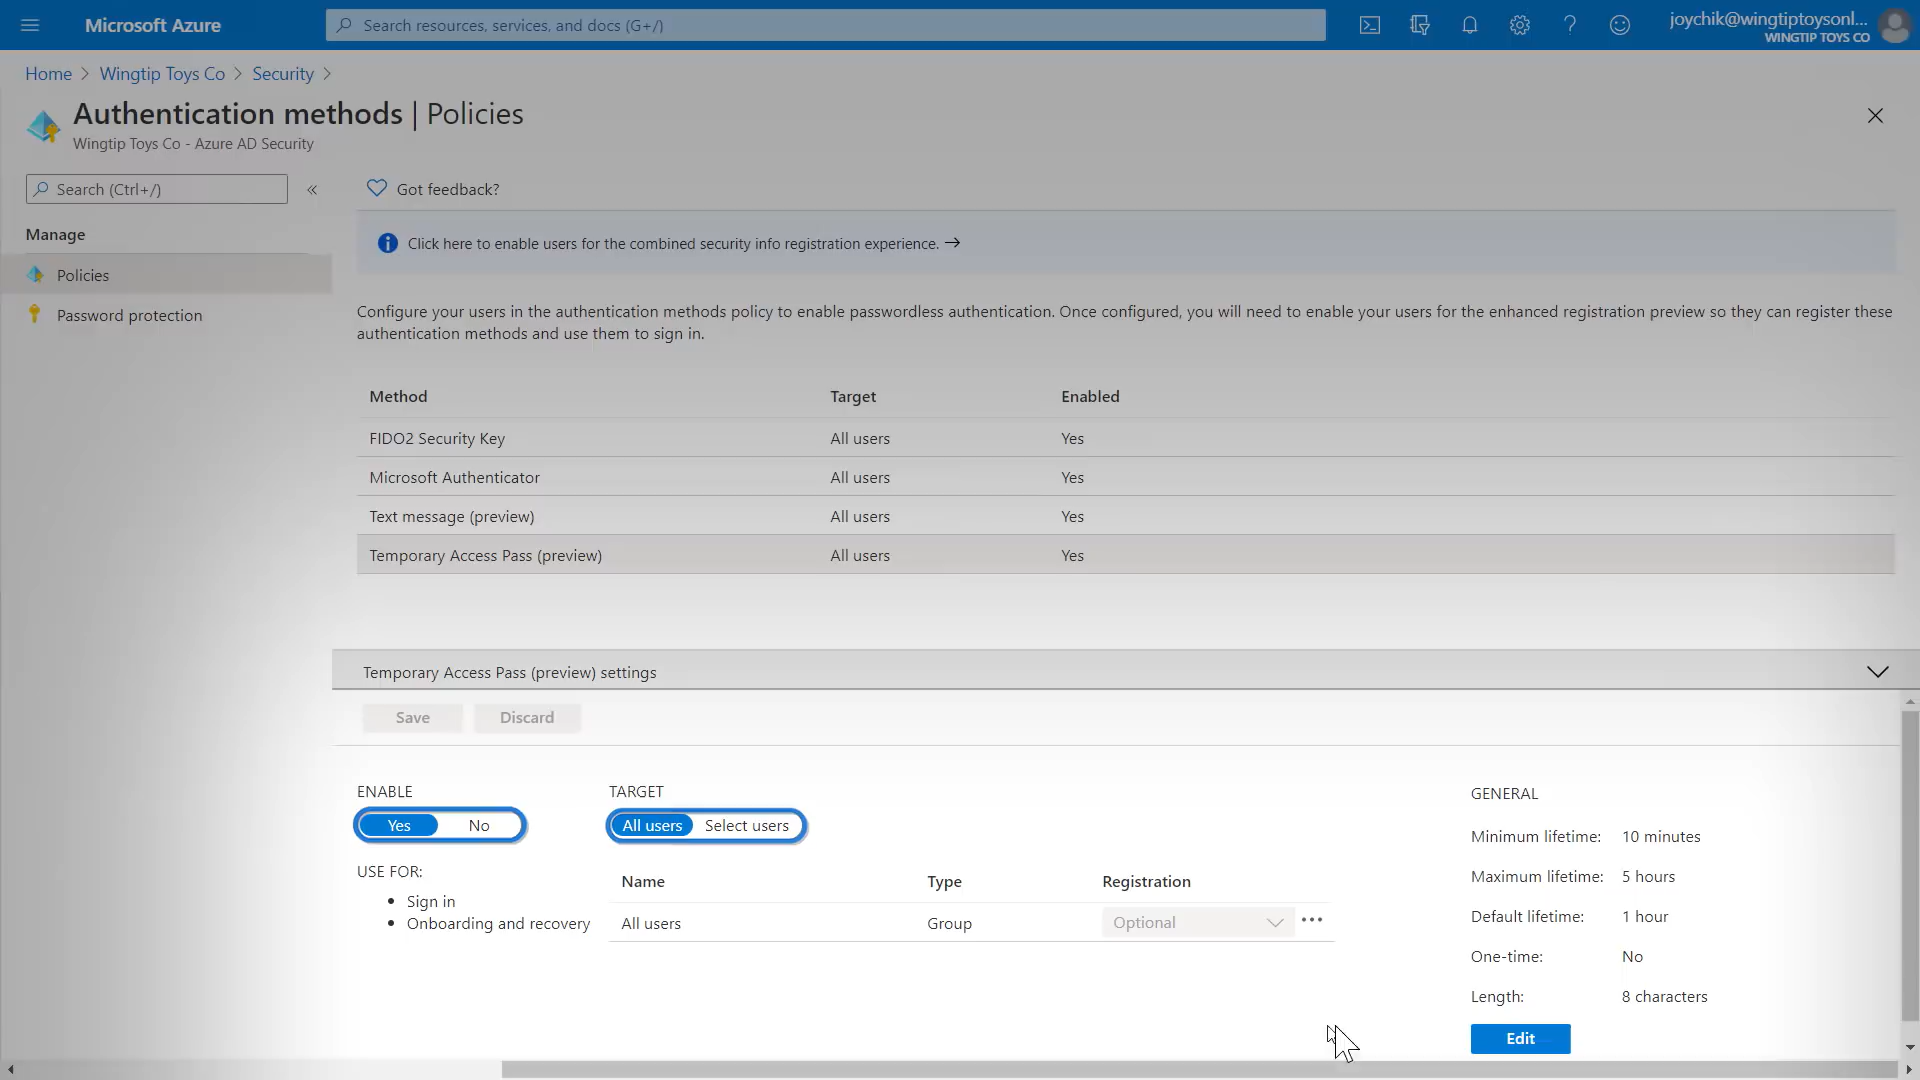 Microsoft Azure
Search resources, services, and docs (G+/)
joychik@wingtiptoysonl...
WINGTIP TOYS CO
Home > Wingtip Toys Co > Security >
Authentication methods | Policies
Wingtip Toys Co - Azure AD Security
Search (Ctrl+/)
«
Got feedback?
Manage
Policies
Password protection
Click here to enable users for the combined security info registration experience. →
Configure your users in the authentication methods policy to enable passwordless authentication. Once configured, you will need to enable your users for the enhanced registration preview so they can register these
authentication methods and use them to sign in.
Method Target Enabled
FIDO2 Security Key All users Yes
Microsoft Authenticator All users Yes
Text message (preview) All users Yes
Temporary Access Pass (preview) All users Yes
Temporary Access Pass (preview) settings
Save Discard
ENABLE
Yes No
USE FOR:
• Sign in
• Onboarding and recovery
TARGET
All users Select users
Name Type Registration
All users Group Optional ...
GENERAL
Minimum lifetime: 10 minutes
Maximum lifetime: 5 hours
Default lifetime: 1 hour
One-time: No
Length: 8 characters
Edit